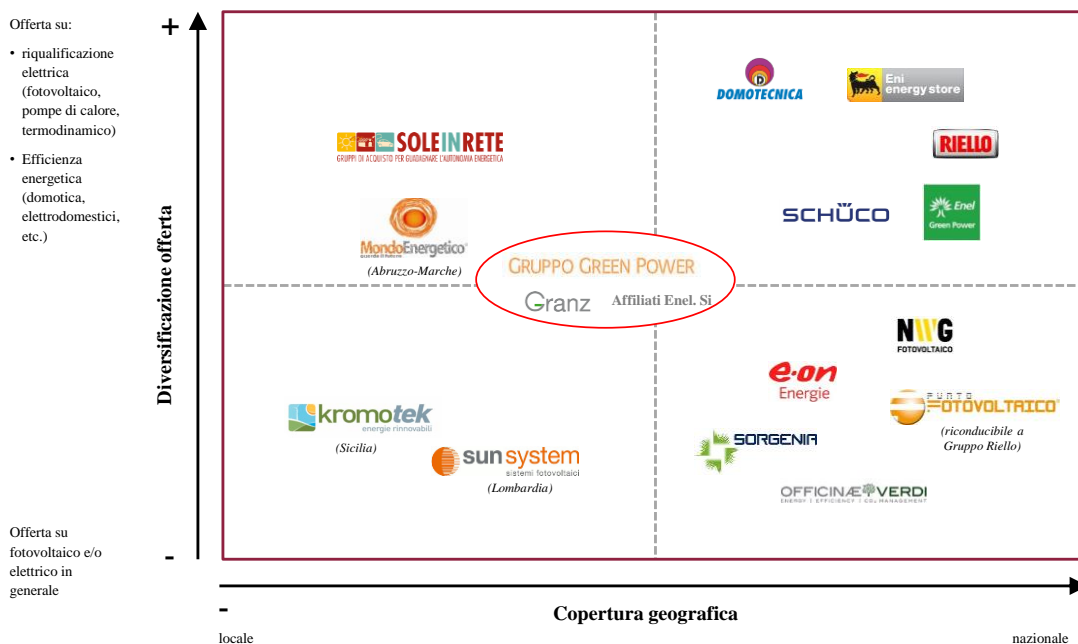 Offerta su:
• riqualificazione
elettrica
(fotovoltaico,
pompe di calore,
termodinamico)
• Efficienza
energetica
(domotica,
elettrodomestici,
etc.)
Offerta su
fotovoltaico e/o
elettrico in
generale
+
Diversificazione offerta
-
D
DOMOTECNICA
Eni
energy store
SOLEINRETE
GRUPPI DI ACQUISTO PER GUADAGNARE L'AUTONOMIA ENERGETICA
RIELLO
MondoEnergetico
(Abruzzo-Marche)
SCHÜCO
Enel
Green Power
GRUPPO GREEN POWER
Granz
Affiliati Enel. Si
NWG
FOTOVOLTAICO
e·on
Energie
PUNTO
FOTOVOLTAICO
(riconducibile a
Gruppo Riello)
kromotek
energie rinnovabili
(Sicilia)
sun system
sistemi fotovoltaici
(Lombardia)
SORGENIA
OFFICINÆ VERDI
ENERGY | EFFICIENCY | CO₂ MANAGEMENT
-
Copertura geografica
locale
nazionale